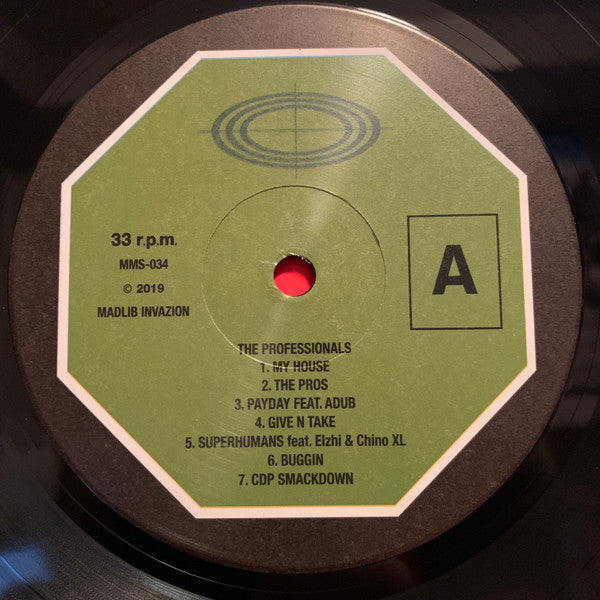 33 r.p.m.
MMS-034
© 2019
MADLIB INVAZION
A
THE PROFESSIONALS
1. MY HOUSE
2. THE PROS
3. PAYDAY FEAT. ADUB
4. GIVE N TAKE
5. SUPERHUMANS feat. Elzhi & Chino XL
6. BUGGIN
7. CDP SMACKDOWN